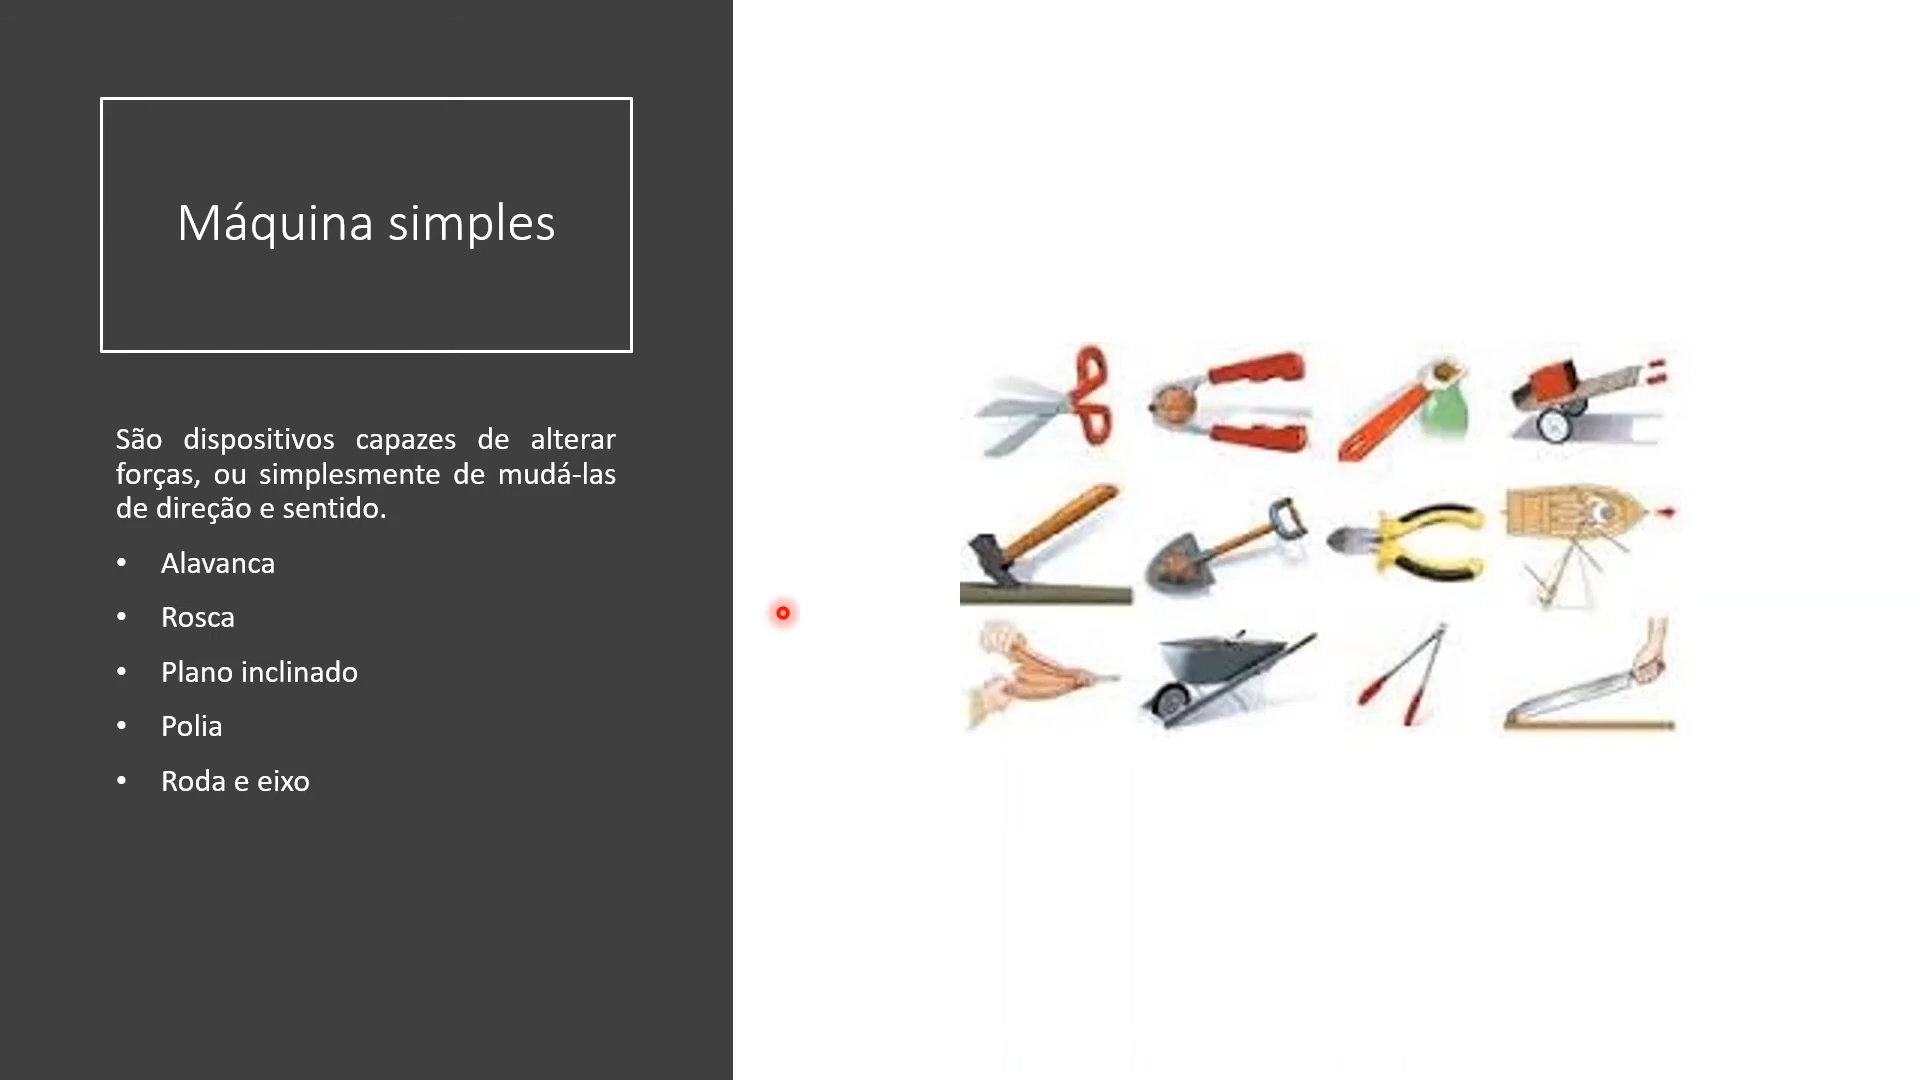 Máquina simples
São dispositivos capazes de alterar
forças, ou simplesmente de mudá-las
de direção e sentido.
• Alavanca
• Rosca
• Plano inclinado
• Polia
• Roda e eixo